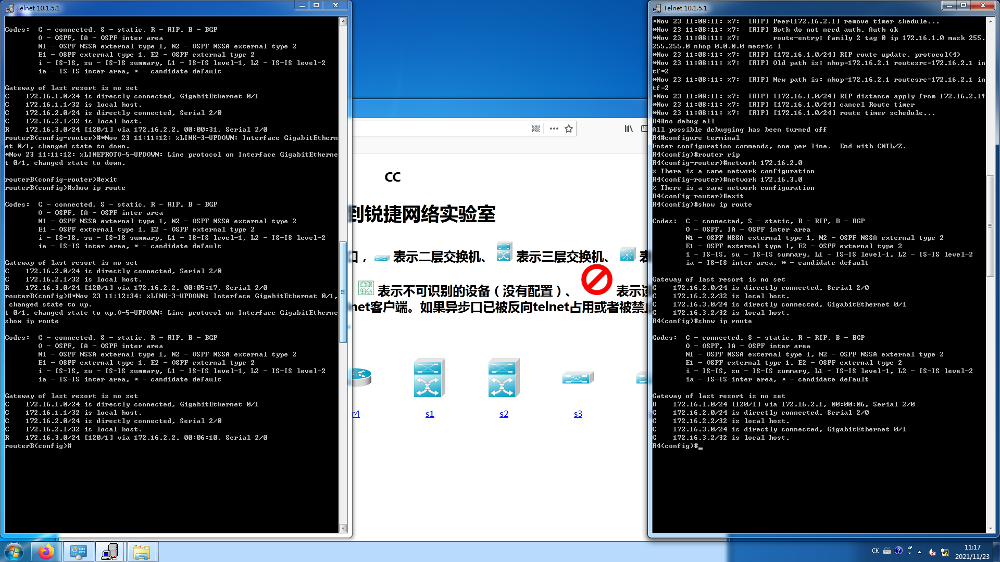 Telnet 10.1.5.1
Codes:  C - connected, S - static, R - RIP, B - BGP
        O - OSPF, IA - OSPF inter area
        N1 - OSPF NSSA external type 1, N2 - OSPF NSSA external type 2
        E1 - OSPF external type 1, E2 - OSPF external type 2
        i - IS-IS, su - IS-IS summary, L1 - IS-IS level-1, L2 - IS-IS level-2
        ia - IS-IS inter area, * - candidate default
Gateway of last resort is no set
C    172.16.1.0/24 is directly connected, GigabitEthernet 0/1
C    172.16.1.1/32 is local host.
C    172.16.2.0/24 is directly connected, Serial 2/0
C    172.16.2.1/32 is local host.
R    172.16.3.0/24 [120/1] via 172.16.2.2, 00:00:31, Serial 2/0
routerB(config-router)#*Nov 23 11:11:12: %LINK-3-UPDOWN: Interface GigabitEthern
et 0/1, changed state to down.
*Nov 23 11:11:12: %LINEPROTO-5-UPDOWN: Line protocol on Interface GigabitEtherne
t 0/1, changed state to down.
routerB(config-router)#exit
routerB(config)#show ip route
Codes:  C - connected, S - static, R - RIP, B - BGP
        O - OSPF, IA - OSPF inter area
        N1 - OSPF NSSA external type 1, N2 - OSPF NSSA external type 2
        E1 - OSPF external type 1, E2 - OSPF external type 2
        i - IS-IS, su - IS-IS summary, L1 - IS-IS level-1, L2 - IS-IS level-2
        ia - IS-IS inter area, * - candidate default
Gateway of last resort is no set
C    172.16.2.0/24 is directly connected, Serial 2/0
C    172.16.2.1/32 is local host.
R    172.16.3.0/24 [120/1] via 172.16.2.2, 00:05:17, Serial 2/0
routerB(config)#*Nov 23 11:12:34: %LINK-3-UPDOWN: Interface GigabitEthernet 0/1,
 changed state to up.
t 0/1, changed state to up.O-5-UPDOWN: Line protocol on Interface GigabitEtherne
show ip route
Codes:  C - connected, S - static, R - RIP, B - BGP
        O - OSPF, IA - OSPF inter area
        N1 - OSPF NSSA external type 1, N2 - OSPF NSSA external type 2
        E1 - OSPF external type 1, E2 - OSPF external type 2
        i - IS-IS, su - IS-IS summary, L1 - IS-IS level-1, L2 - IS-IS level-2
        ia - IS-IS inter area, * - candidate default
Gateway of last resort is no set
C    172.16.1.0/24 is directly connected, GigabitEthernet 0/1
C    172.16.1.1/32 is local host.
C    172.16.2.0/24 is directly connected, Serial 2/0
C    172.16.2.1/32 is local host.
R    172.16.3.0/24 [120/1] via 172.16.2.2, 00:06:10, Serial 2/0
routerB(config)#
CC
到锐捷网络实验室
口， 表示二层交换机、 表示三层交换机、 表
未知设备 表示不可识别的设备（没有配置）、 表示该
net客户端。如果异步口已被反向telnet占用或者被禁止
r4
s1
s2
s3
Telnet 10.1.5.1
*Nov 23 11:08:11: %7:  [RIP] Peer[172.16.2.1] remove timer shedule...
*Nov 23 11:08:11: %7:  [RIP] Both do not need auth, Auth ok
*Nov 23 11:08:11: %7:        route-entry: family 2 tag 0 ip 172.16.1.0 mask 255.
255.255.0 nhop 0.0.0.0 metric 1
*Nov 23 11:08:11: %7:  [RIP] [172.16.1.0/24] RIP route update, protocol(4)
*Nov 23 11:08:11: %7:  [RIP] Old path is: nhop=172.16.2.1 routesrc=172.16.2.1 in
tf=2
*Nov 23 11:08:11: %7:  [RIP] New path is: nhop=172.16.2.1 routesrc=172.16.2.1 in
tf=2
*Nov 23 11:08:11: %7:  [RIP] [172.16.1.0/24] RIP distance apply from 172.16.2.1!
*Nov 23 11:08:11: %7:  [RIP] [172.16.1.0/24] cancel Route timer
*Nov 23 11:08:11: %7:  [RIP] [172.16.1.0/24] route timer schedule...
R4#no debug all
All possible debugging has been turned off
R4#configure terminal
Enter configuration commands, one per line.  End with CNTL/Z.
R4(config)#router rip
R4(config-router)#network 172.16.2.0
% There is a same network configuration
R4(config-router)#network 172.16.3.0
% There is a same network configuration
R4(config-router)#exit
R4(config)#show ip route
Codes:  C - connected, S - static, R - RIP, B - BGP
        O - OSPF, IA - OSPF inter area
        N1 - OSPF NSSA external type 1, N2 - OSPF NSSA external type 2
        E1 - OSPF external type 1, E2 - OSPF external type 2
        i - IS-IS, su - IS-IS summary, L1 - IS-IS level-1, L2 - IS-IS level-2
        ia - IS-IS inter area, * - candidate default
Gateway of last resort is no set
C    172.16.2.0/24 is directly connected, Serial 2/0
C    172.16.2.2/32 is local host.
C    172.16.3.0/24 is directly connected, GigabitEthernet 0/1
C    172.16.3.2/32 is local host.
R4(config)#show ip route
Codes:  C - connected, S - static, R - RIP, B - BGP
        O - OSPF, IA - OSPF inter area
        N1 - OSPF NSSA external type 1, N2 - OSPF NSSA external type 2
        E1 - OSPF external type 1, E2 - OSPF external type 2
        i - IS-IS, su - IS-IS summary, L1 - IS-IS level-1, L2 - IS-IS level-2
        ia - IS-IS inter area, * - candidate default
Gateway of last resort is no set
R    172.16.1.0/24 [120/1] via 172.16.2.1, 00:00:06, Serial 2/0
C    172.16.2.0/24 is directly connected, Serial 2/0
C    172.16.2.2/32 is local host.
C    172.16.3.0/24 is directly connected, GigabitEthernet 0/1
C    172.16.3.2/32 is local host.
R4(config)#_
CH
11:17
2021/11/23